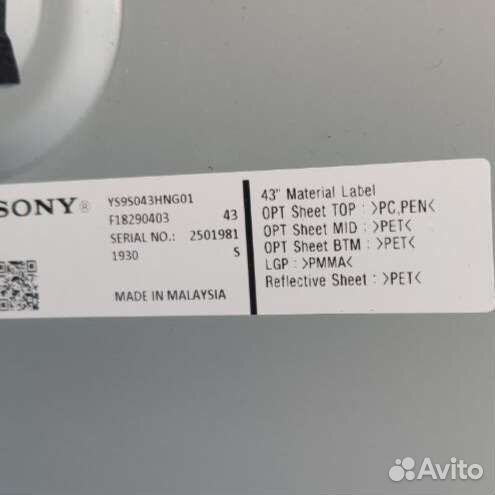 SONY®
YS9S043HNG01
F18290403 43
SERIAL NO.: 2501981
1930 S
MADE IN MALAYSIA
43" Material Label
OPT Sheet TOP : >PC,PEN<
OPT Sheet MID : >PET<
OPT Sheet BTM : >PET<
LGP : >PMMA<
Reflective Sheet : >PET<
Avito